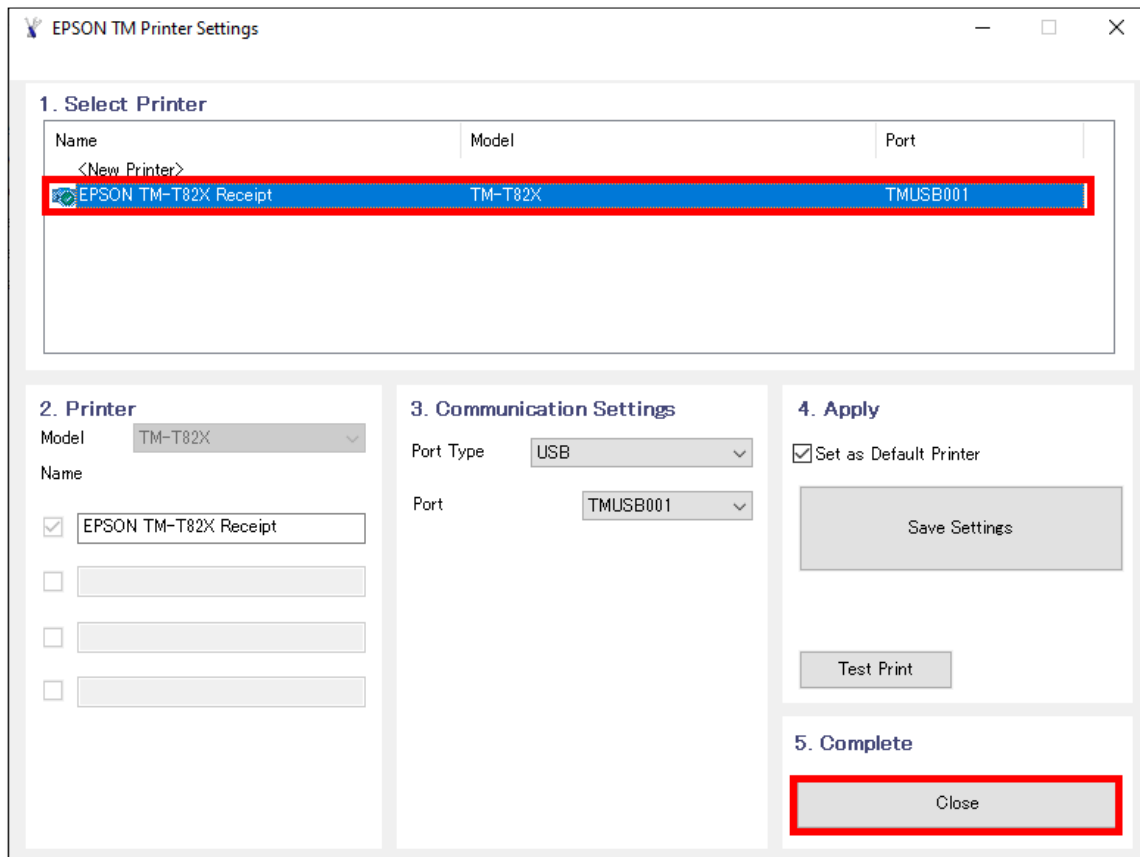 EPSON TM Printer Settings
1. Select Printer
Name Model Port
<New Printer>
EPSON TM-T82X Receipt TM-T82X TMUSB001
2. Printer
Model TM-T82X
Name
EPSON TM-T82X Receipt
3. Communication Settings
Port Type USB
Port TMUSB001
4. Apply
Set as Default Printer
Save Settings
Test Print
5. Complete
Close